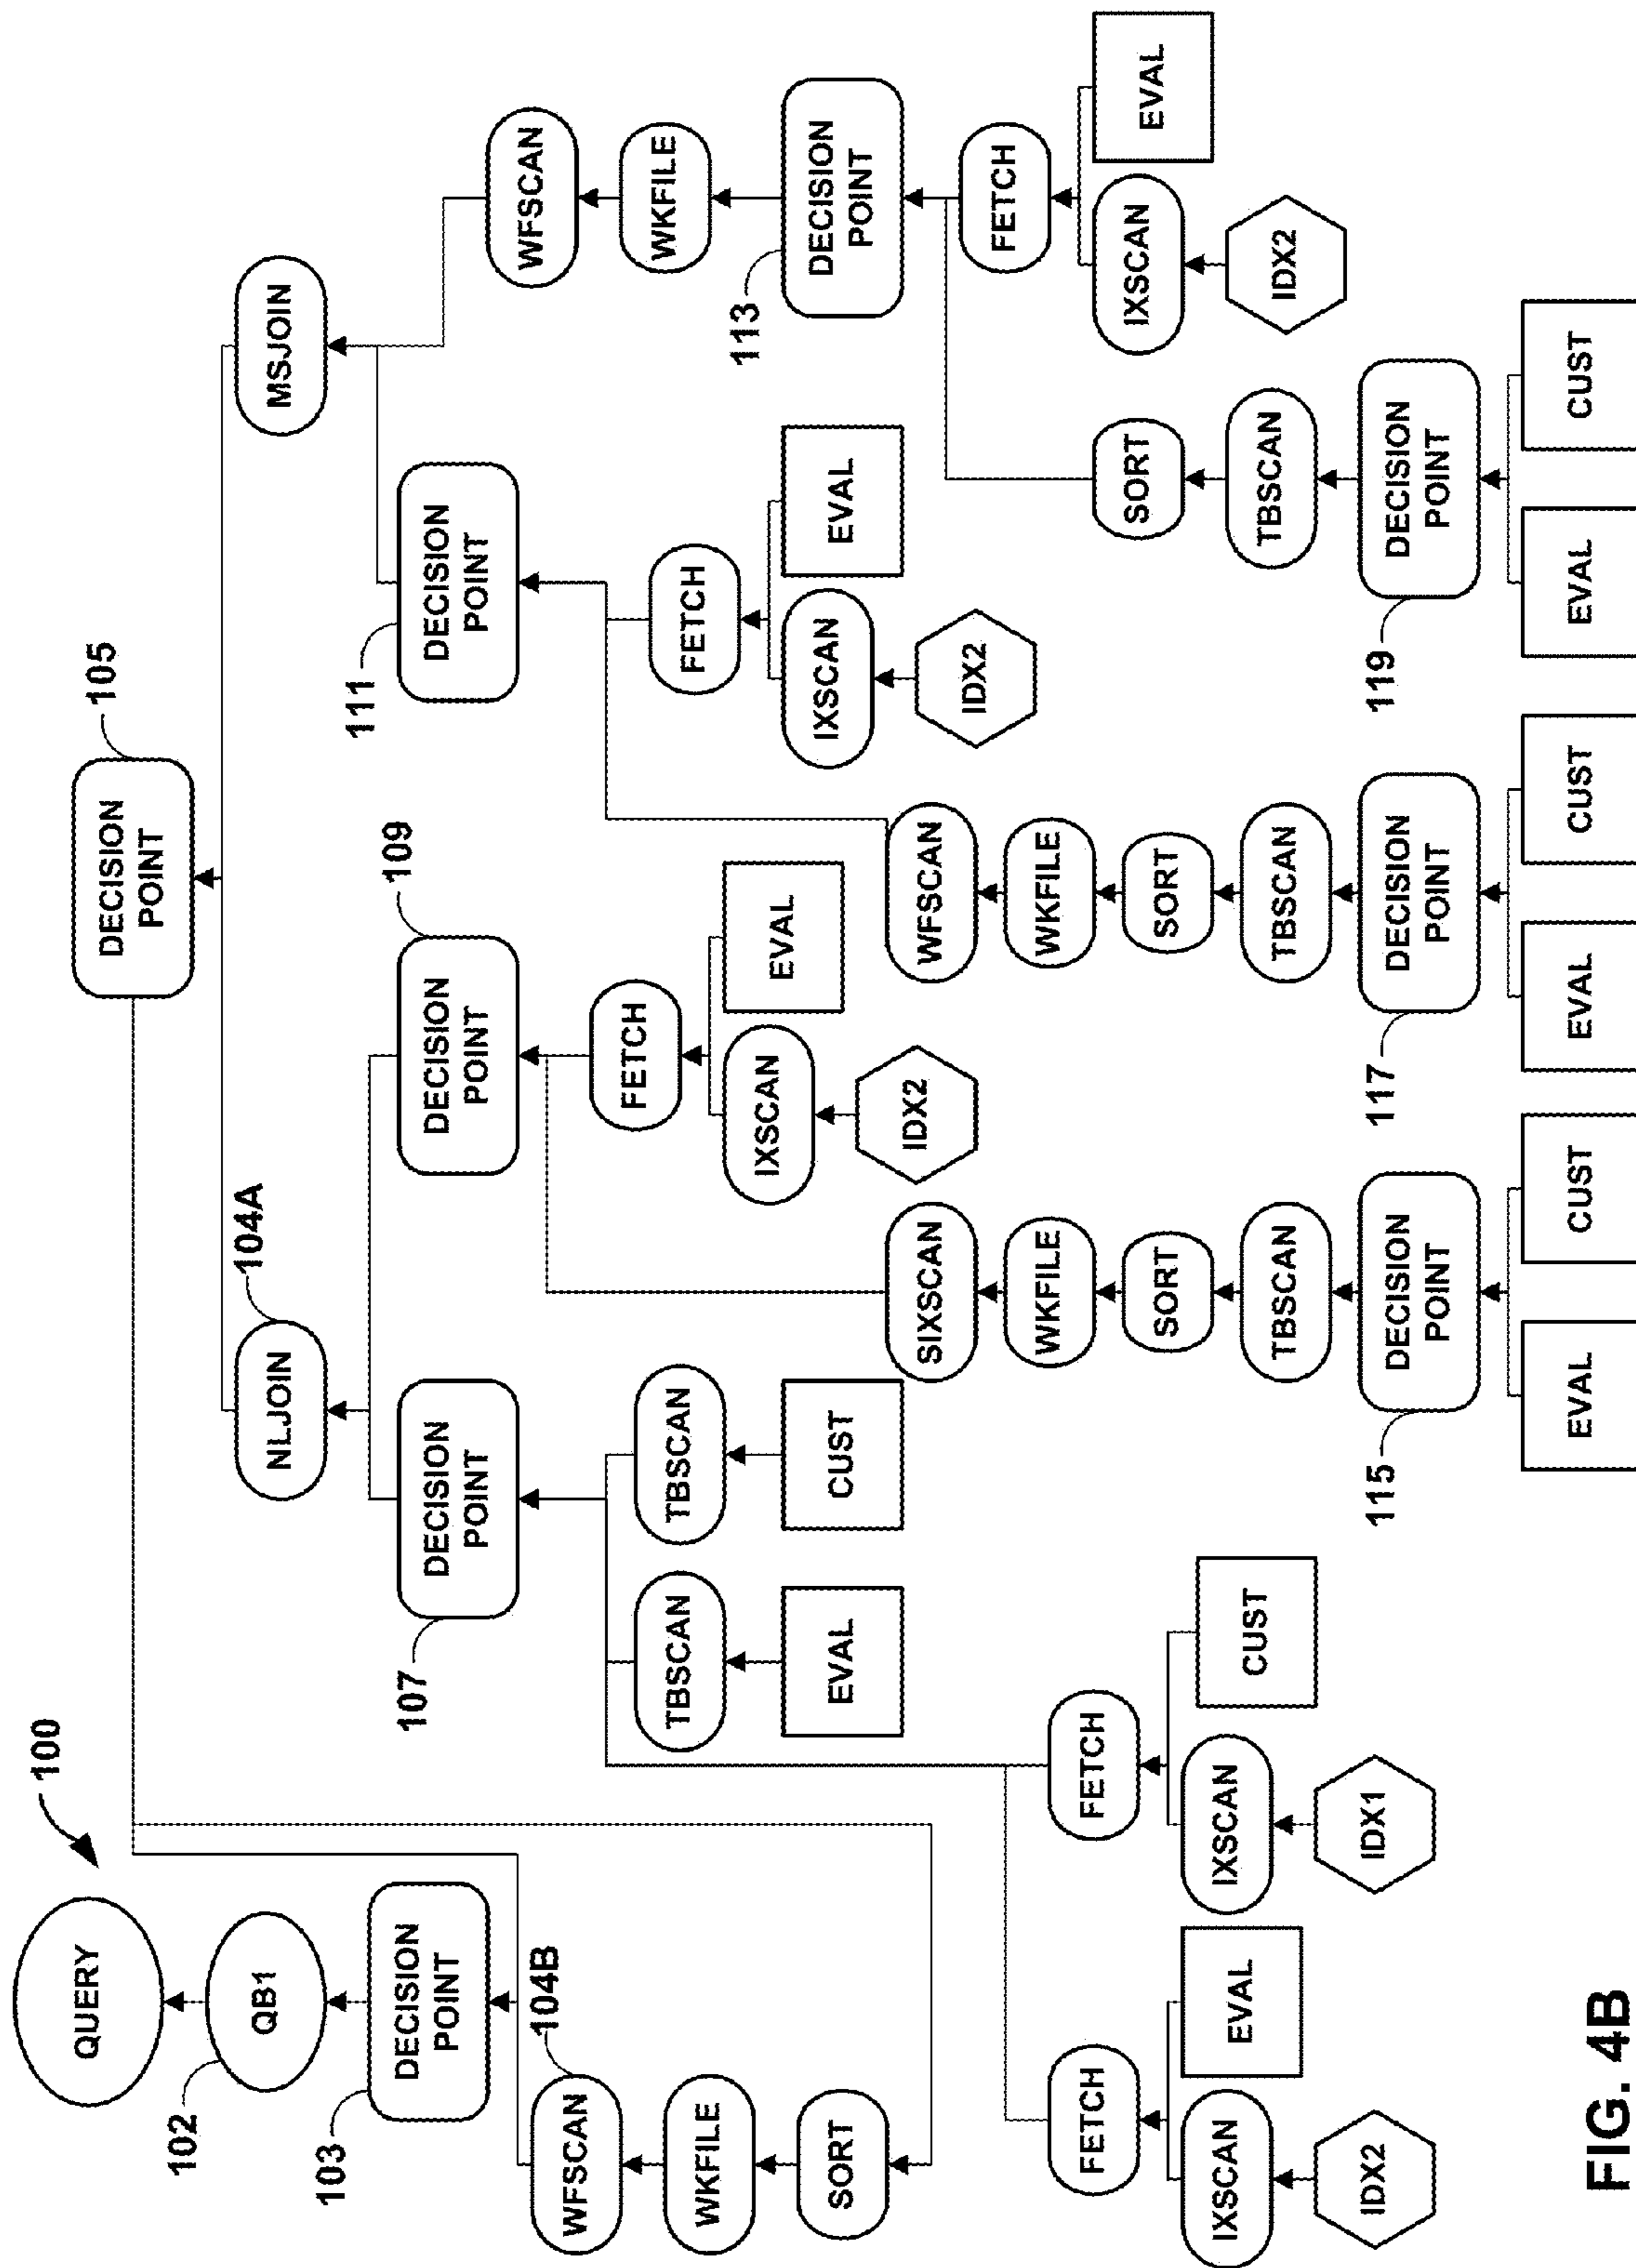 QUERY
100
QB1
102
DECISION
POINT
103
WFSCAN
104B
WKFILE
SORT
DECISION
POINT
105
NLJOIN
104A
MSJOIN
DECISION
POINT
107
DECISION
POINT
109
DECISION
POINT
111
WFSCAN
WKFILE
DECISION
POINT
113
TBSCAN
EVAL
TBSCAN
CUST
FETCH
IXSCAN
EVAL
IDX2
FETCH
IXSCAN
CUST
IDX1
FETCH
IXSCAN
EVAL
IDX2
SIXSCAN
WKFILE
SORT
TBSCAN
DECISION
POINT
115
EVAL
CUST
FETCH
IXSCAN
EVAL
IDX2
WFSCAN
WKFILE
SORT
TBSCAN
DECISION
POINT
117
EVAL
CUST
FETCH
IXSCAN
EVAL
IDX2
SORT
TBSCAN
DECISION
POINT
119
EVAL
CUST
FIG. 4B